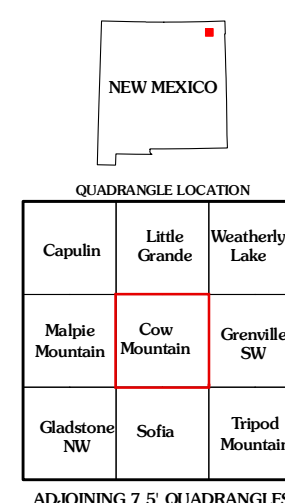 NEW MEXICO
QUADRANGLE LOCATION
Capulin
Little
Grande
Weatherly
Lake
Malpie
Mountain
Cow
Mountain
Grenville
SW
Gladstone
NW
Sofia
Tripod
Mountain
ADJOINING 7.5' QUADRANGLES